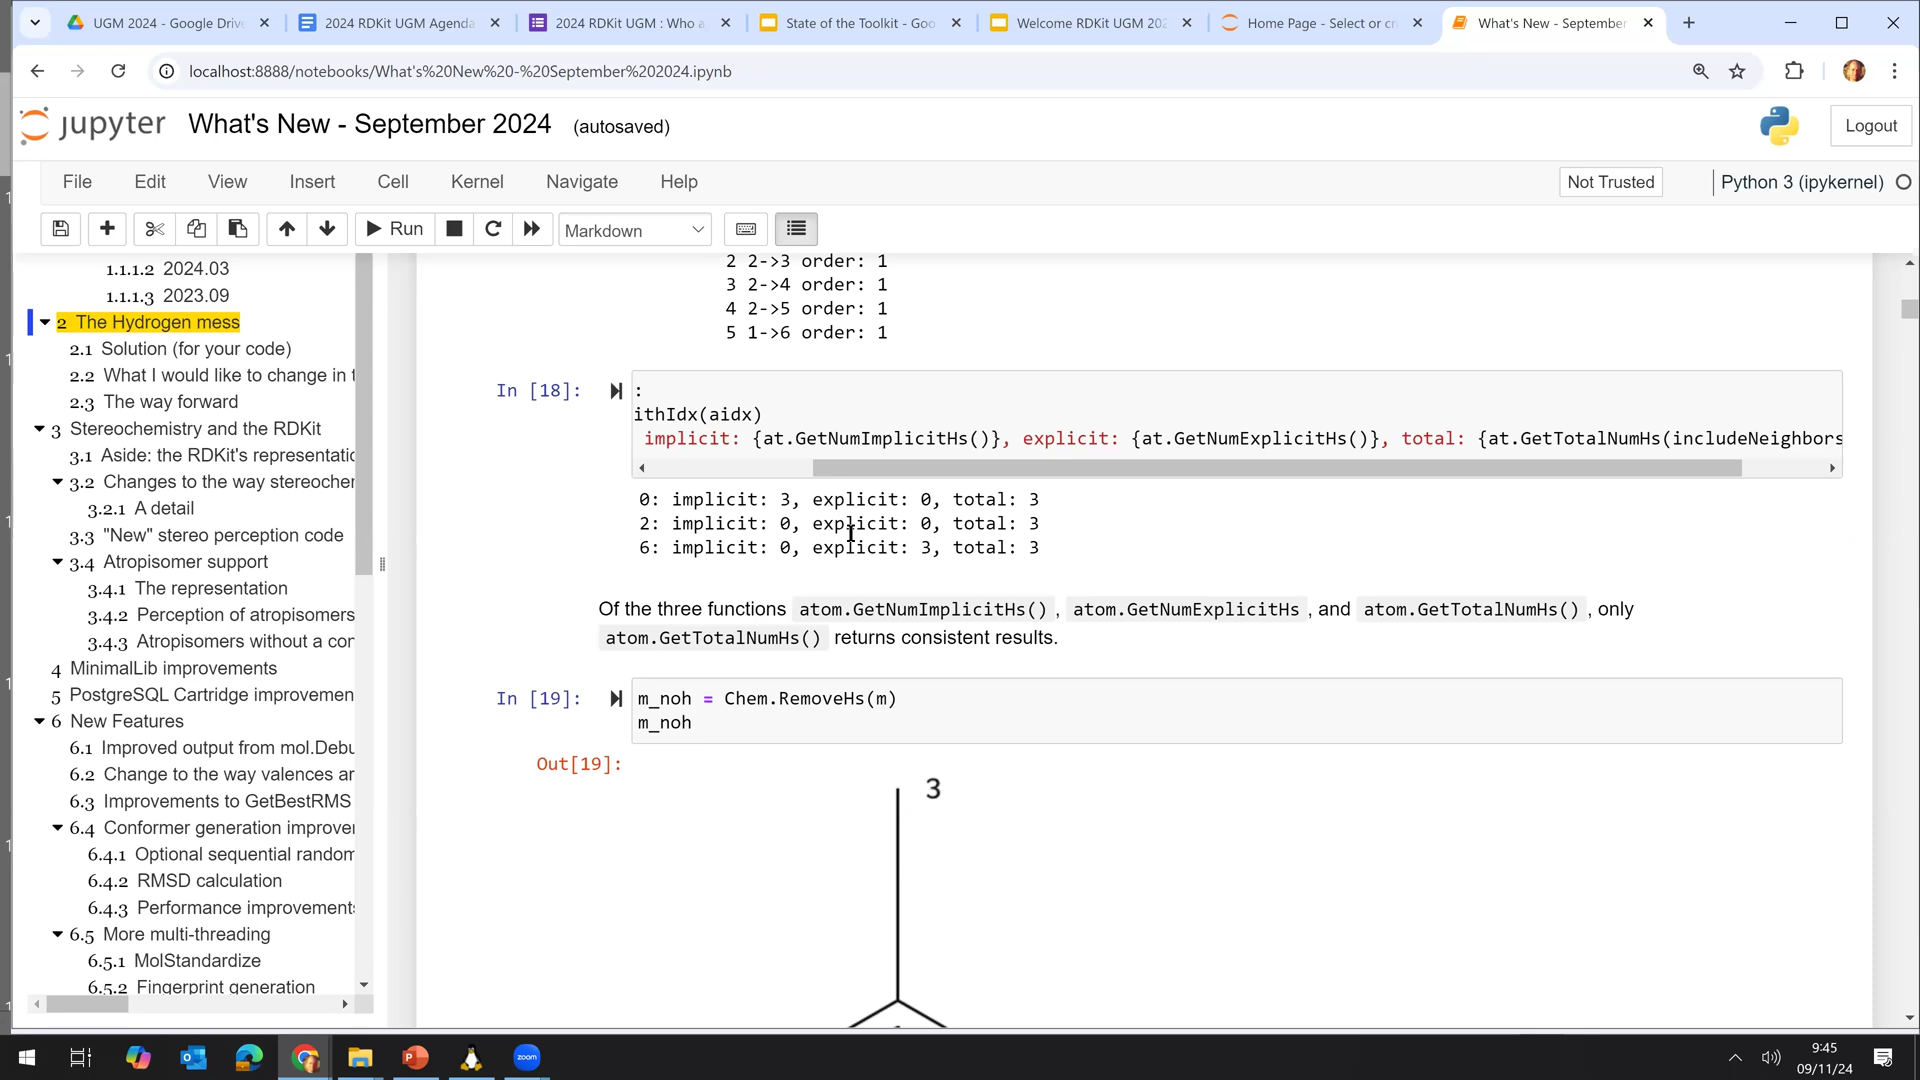 UGM 2024 - Google Drive
2024 RDKit UGM Agenda
2024 RDKit UGM : Who a
State of the Toolkit - Goo
Welcome RDKit UGM 202
Home Page - Select or cr
What's New - September
localhost:8888/notebooks/What's%20New%20-%20September%202024.ipynb
jupyter
What's New - September 2024
(autosaved)
Logout
File
Edit
View
Insert
Cell
Kernel
Navigate
Help
Not Trusted
Python 3 (ipykernel)
Run
Markdown
1.1.1.2 2024.03
1.1.1.3 2023.09
2 The Hydrogen mess
2.1 Solution (for your code)
2.2 What I would like to change in t
2.3 The way forward
3 Stereochemistry and the RDKit
3.1 Aside: the RDKit's representatic
3.2 Changes to the way stereocher
3.2.1 A detail
3.3 "New" stereo perception code
3.4 Atropisomer support
3.4.1 The representation
3.4.2 Perception of atropisomers
3.4.3 Atropisomers without a con
4 MinimalLib improvements
5 PostgreSQL Cartridge improvemen
6 New Features
6.1 Improved output from mol.Debu
6.2 Change to the way valences ar
6.3 Improvements to GetBestRMS
6.4 Conformer generation improver
6.4.1 Optional sequential random
6.4.2 RMSD calculation
6.4.3 Performance improvements
6.5 More multi-threading
6.5.1 MolStandardize
6.5.2 Fingerprint generation
2 2->3 order: 1
3 2->4 order: 1
4 2->5 order: 1
5 1->6 order: 1
In [18]:
:
ithIdx(aidx)
implicit: {at.GetNumImplicitHs()}, explicit: {at.GetNumExplicitHs()}, total: {at.GetTotalNumHs(includeNeighbors
0: implicit: 3, explicit: 0, total: 3
2: implicit: 0, explicit: 0, total: 3
6: implicit: 0, explicit: 3, total: 3
Of the three functions atom.GetNumImplicitHs() , atom.GetNumExplicitHs , and atom.GetTotalNumHs() , only
atom.GetTotalNumHs() returns consistent results.
In [19]:
m_noh = Chem.RemoveHs(m)
m_noh
Out[19]:
3
zoom
9:45
09/11/24